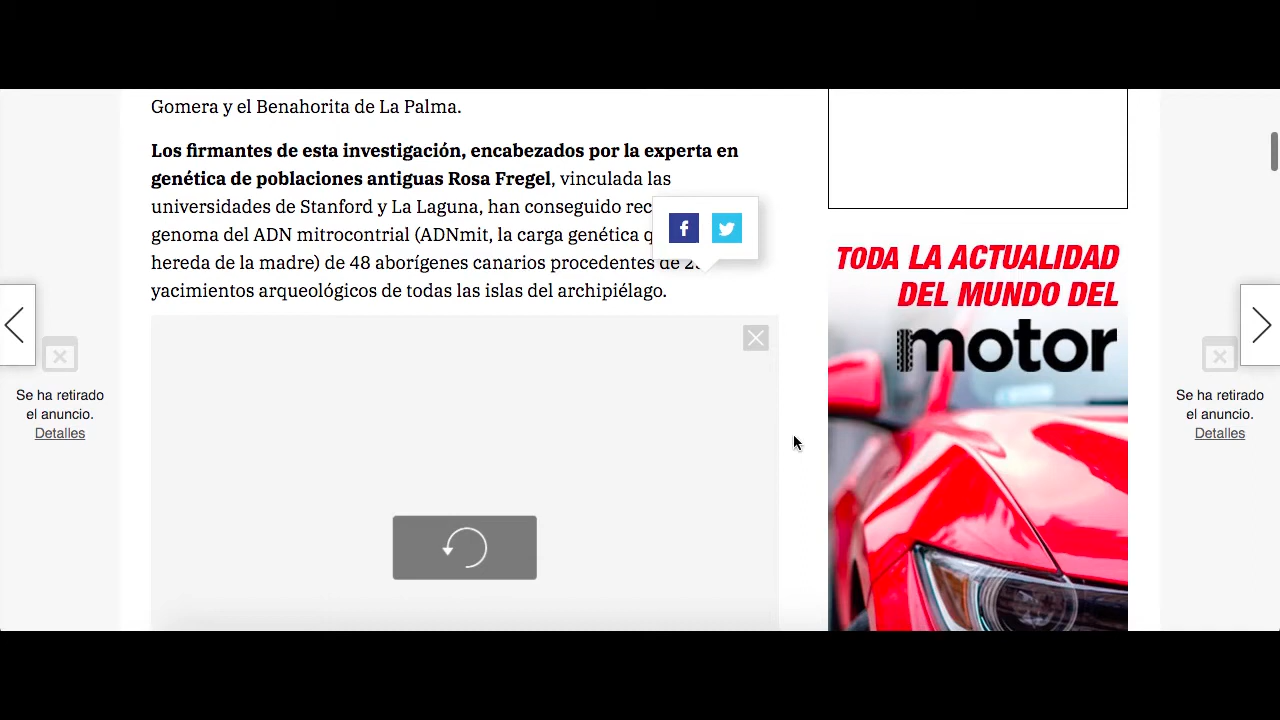 Gomera y el Benahorita de La Palma.
Los firmantes de esta investigación, encabezados por la experta en
genética de poblaciones antiguas Rosa Fregel, vinculada las
universidades de Stanford y La Laguna, han conseguido
genoma del ADN mitrocontrial (ADNmit, la carga genética
hereda de la madre) de 48 aborígenes canarios procedentes de
yacimientos arqueológicos de todas las islas del archipiélago.
Se ha retirado
el anuncio.
Detalles
TODA LA ACTUALIDAD
DEL MUNDO DEL
motor
Se ha retirado
el anuncio.
Detalles